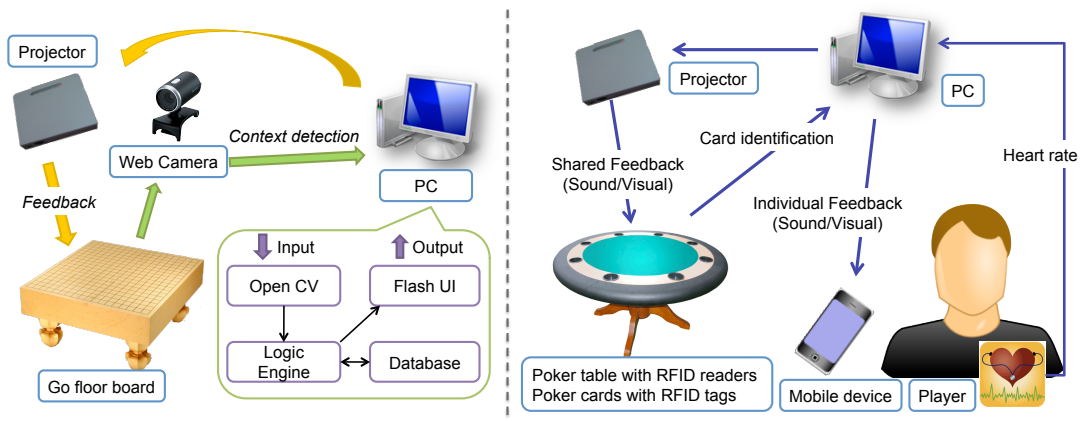 Projector
Web Camera
Context detection
PC
Feedback
Go floor board
Input
Output
Open CV
Flash UI
Logic
Engine
Database
Projector
PC
Card identification
Heart rate
Shared Feedback
(Sound/Visual)
Individual Feedback
(Sound/Visual)
Poker table with RFID readers
Poker cards with RFID tags
Mobile device
Player